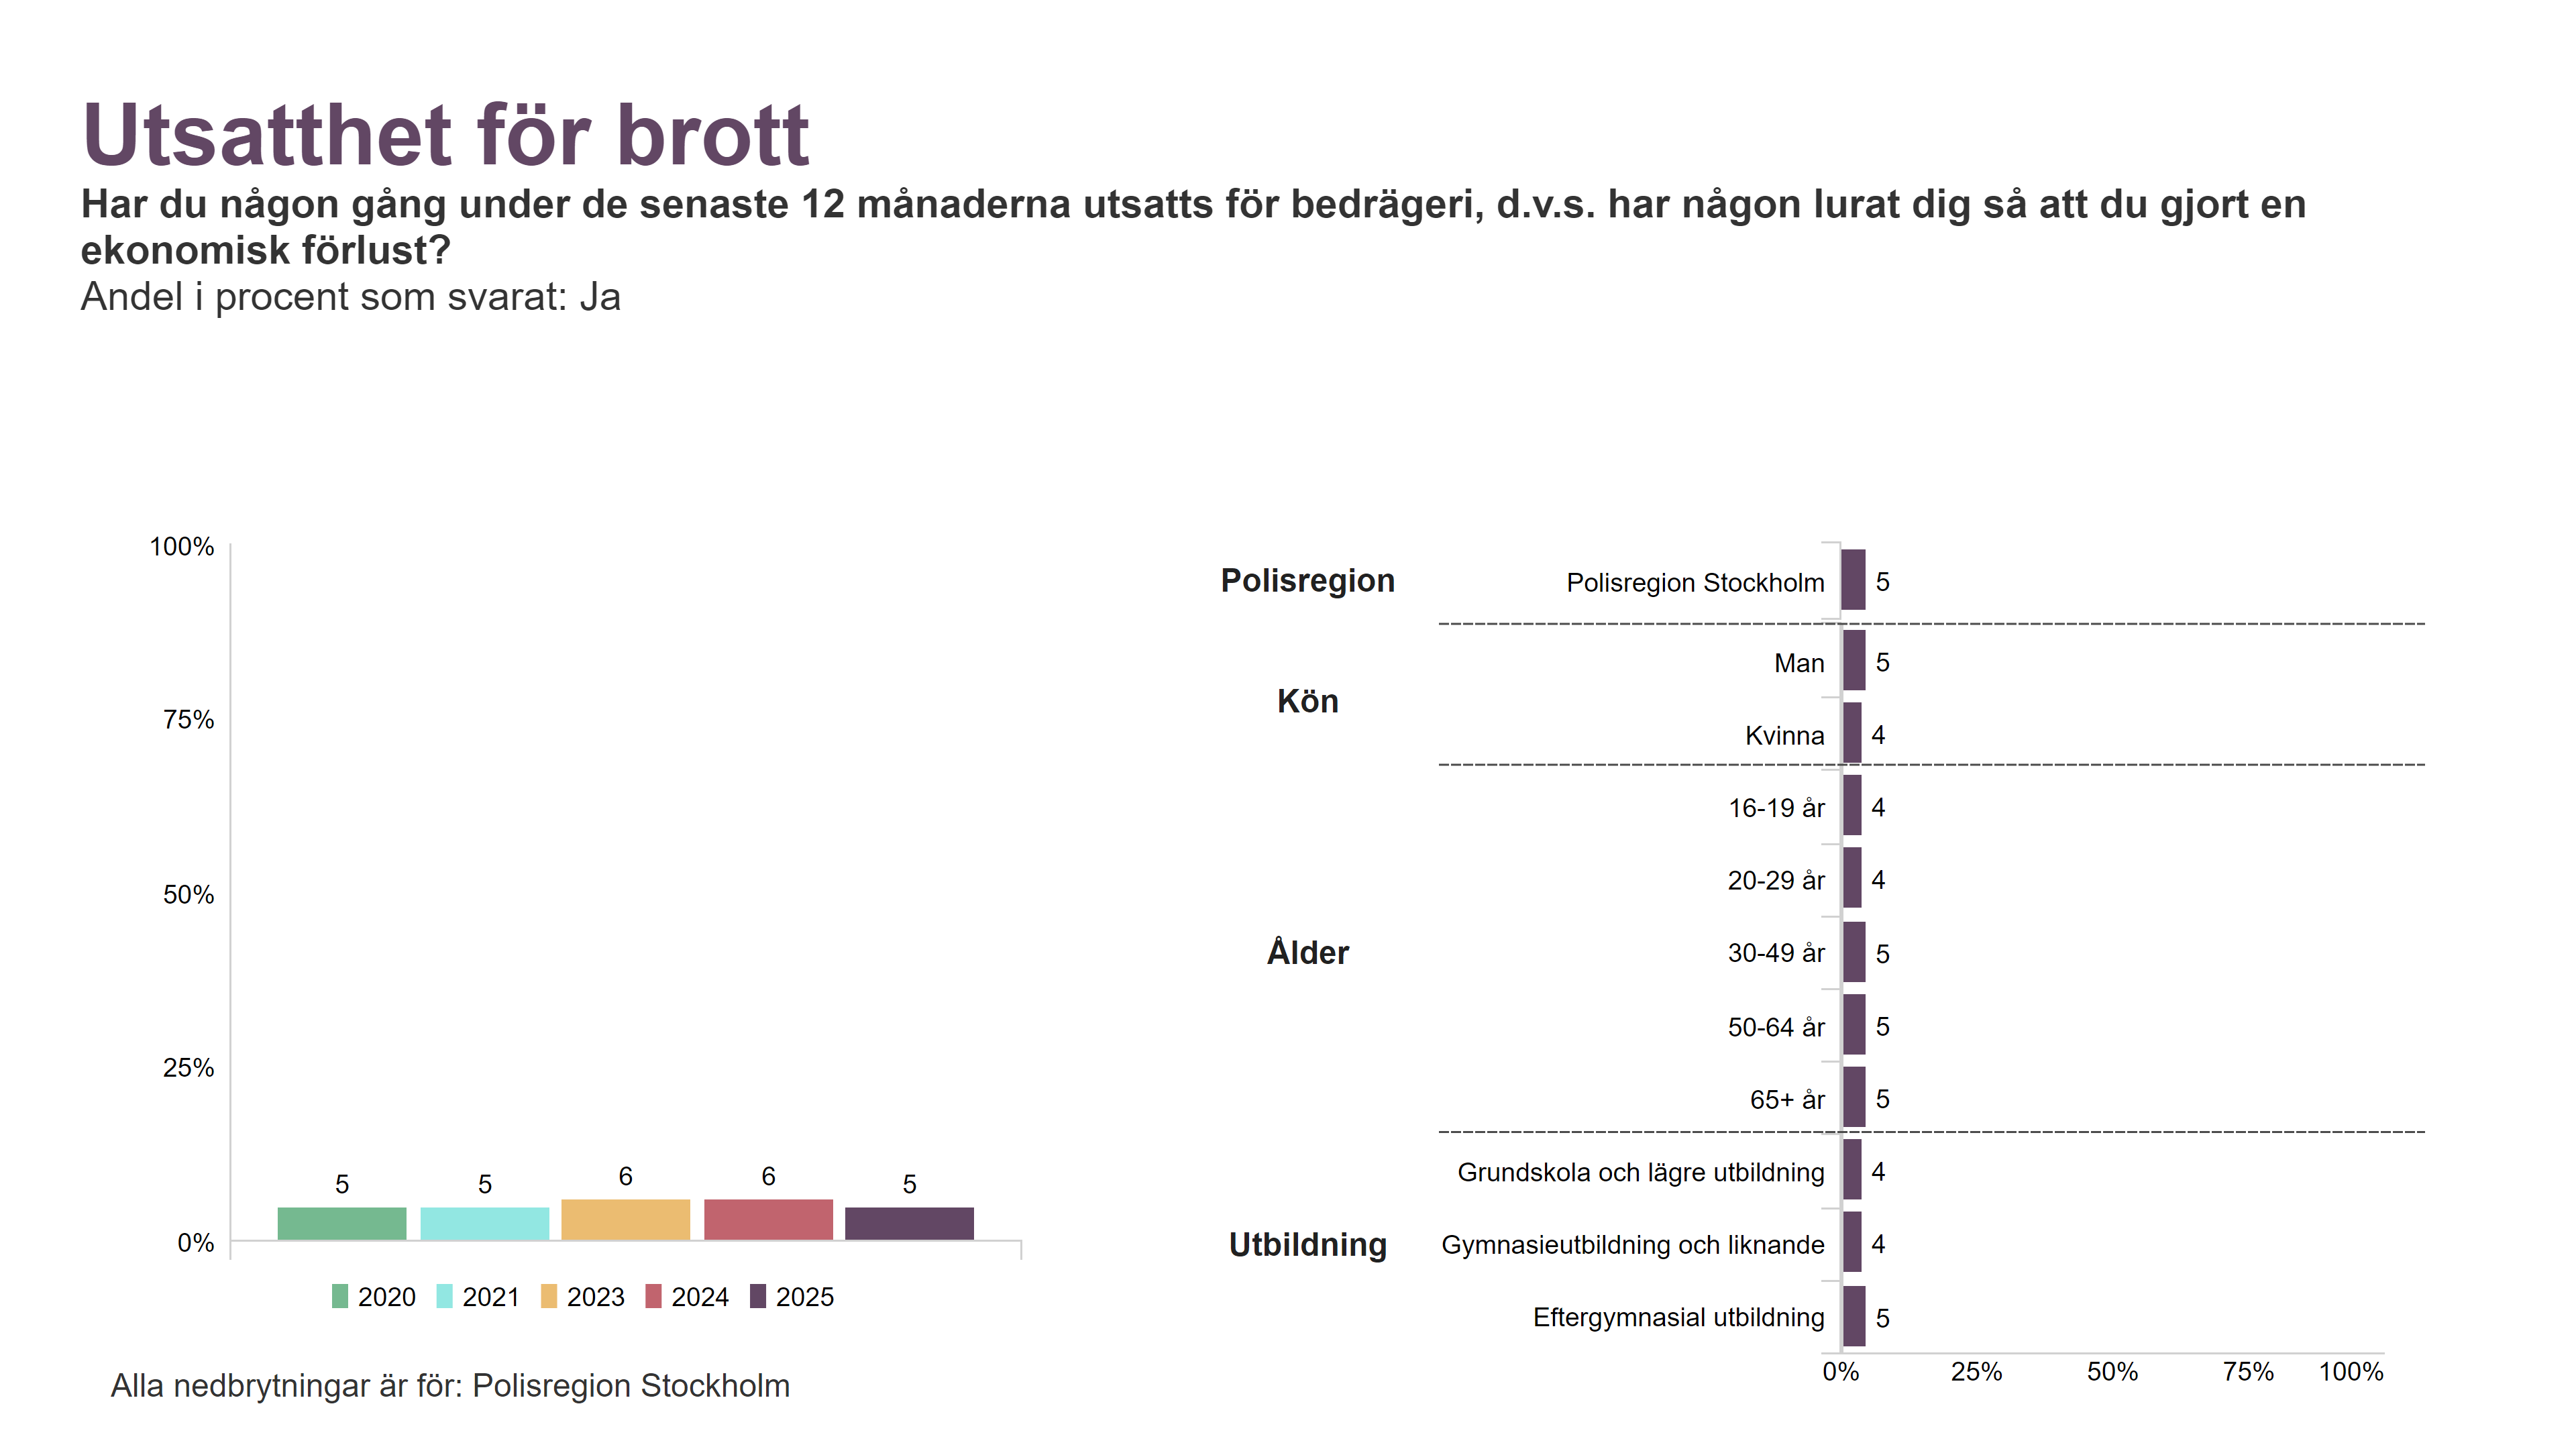 Utsatthet för brott
Har du någon gång under de senaste 12 månaderna utsatts för bedrägeri, d.v.s. har någon lurat dig så att du gjort en
ekonomisk förlust?
Andel i procent som svarat: Ja
100%
75%
50%
25%
0%
5 5 6 6 5
2020 2021 2023 2024 2025
Alla nedbrytningar är för: Polisregion Stockholm
Polisregion
Polisregion Stockholm 5
Kön
Man 5
Kvinna 4
Ålder
16-19 år 4
20-29 år 4
30-49 år 5
50-64 år 5
65+ år 5
Utbildning
Grundskola och lägre utbildning 4
Gymnasieutbildning och liknande 4
Eftergymnasial utbildning 5
0% 25% 50% 75% 100%